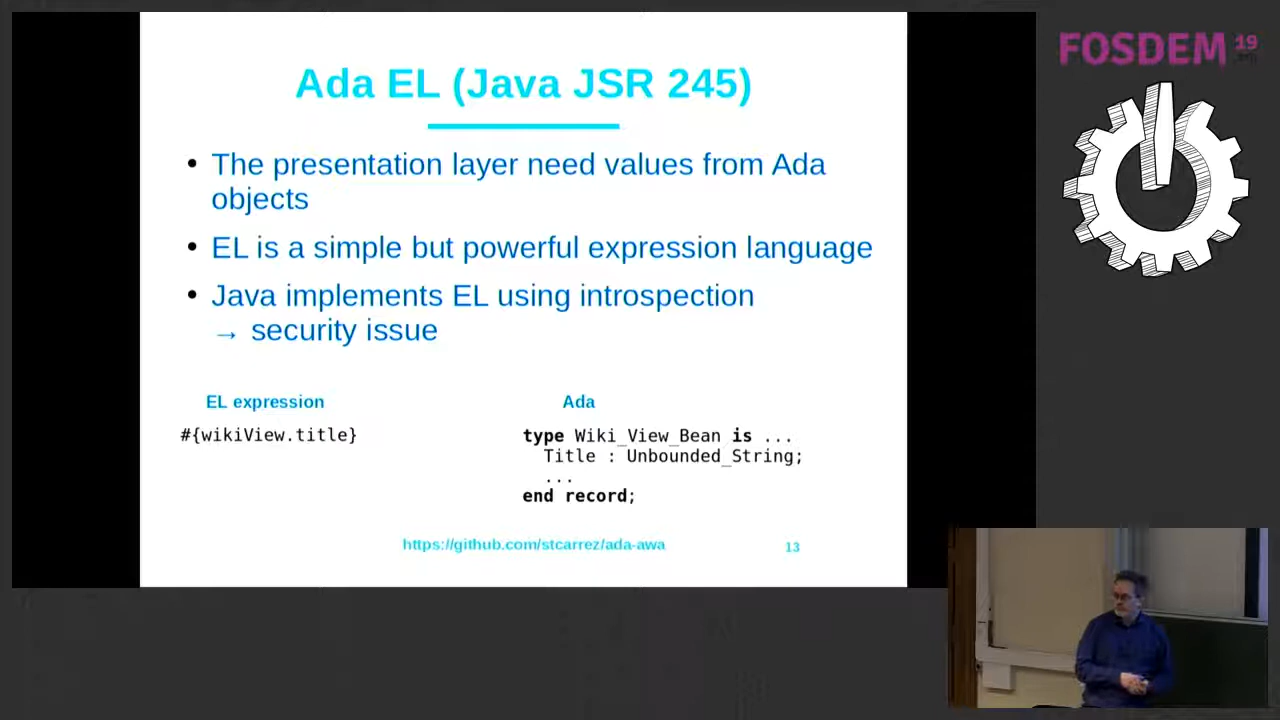 FOSDEM 19
Ada EL (Java JSR 245)
• The presentation layer need values from Ada
objects
• EL is a simple but powerful expression language
• Java implements EL using introspection
→ security issue
EL expression
#{wikiView.title}
Ada
type Wiki_View_Bean is ...
Title : Unbounded_String;
...
end record;
https://github.com/stcarrez/ada-awa
13